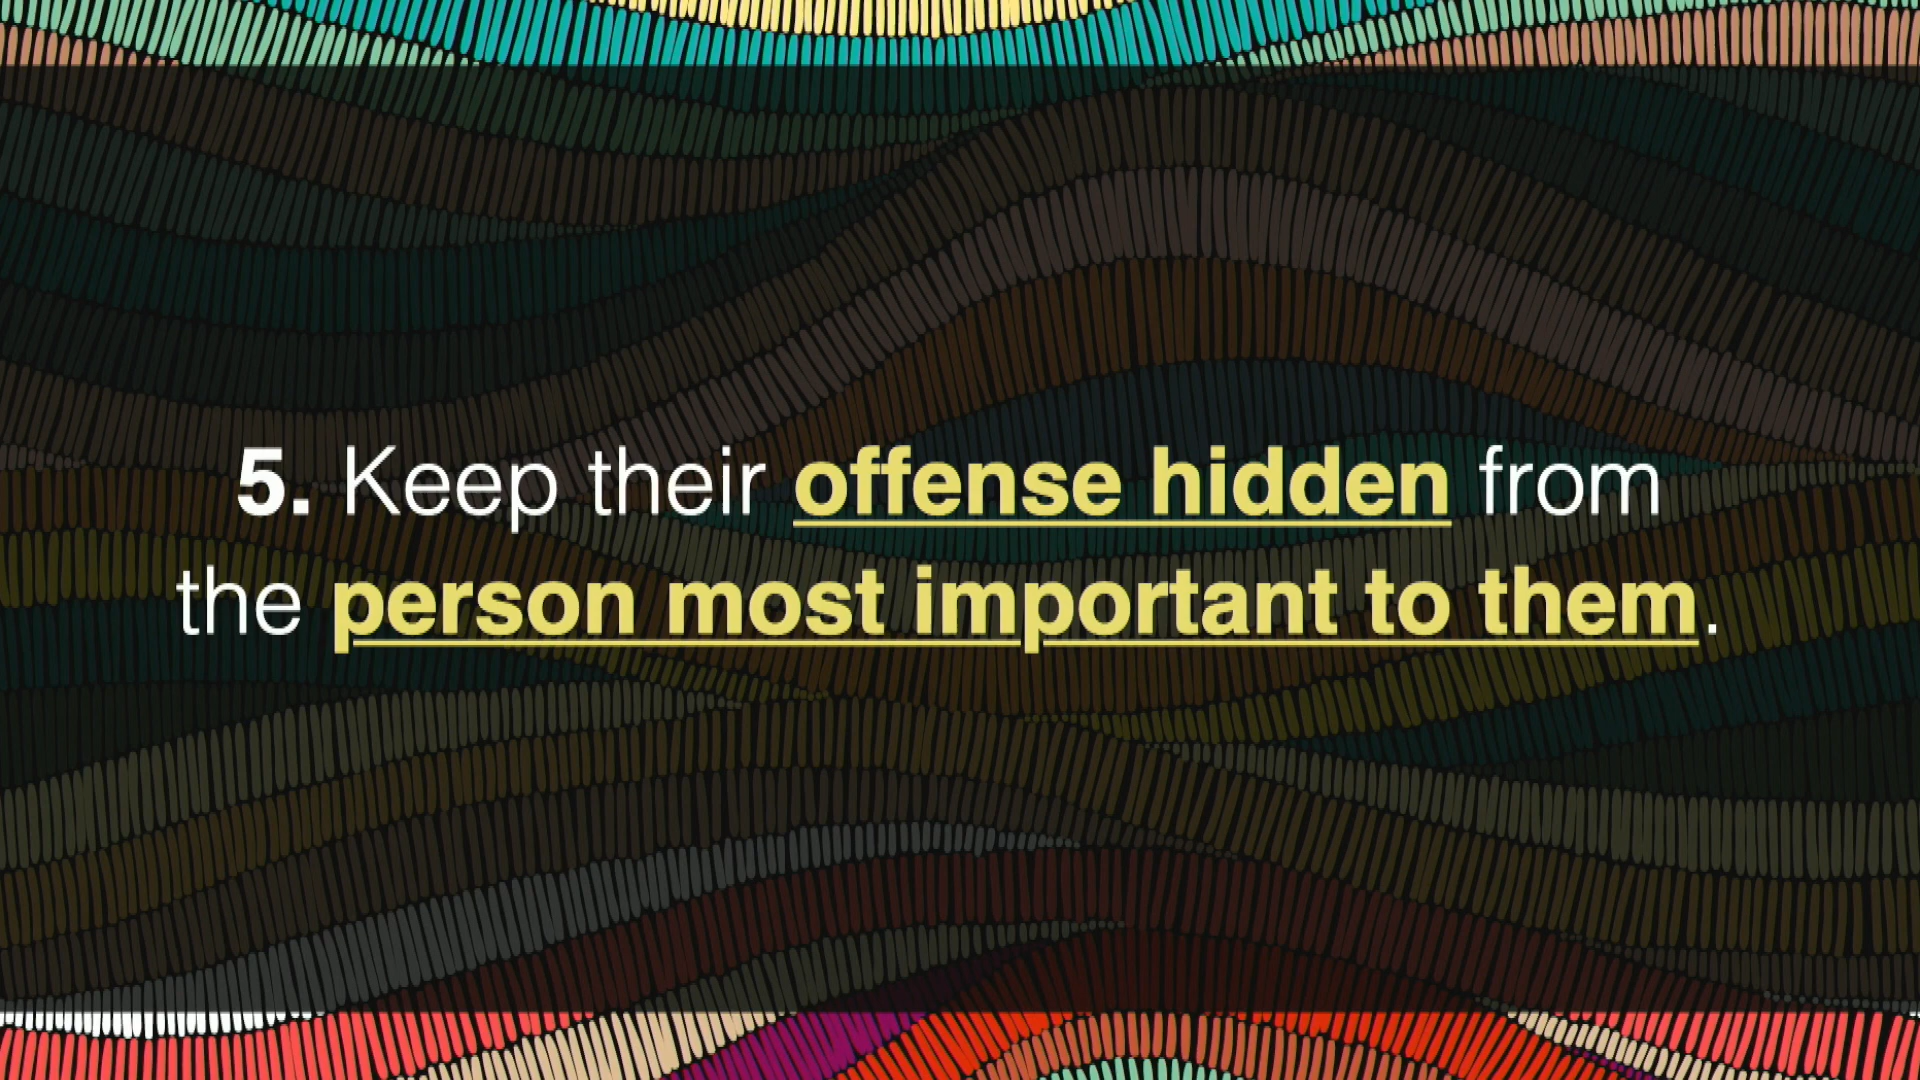 5. Keep their offense hidden from
the person most important to them.